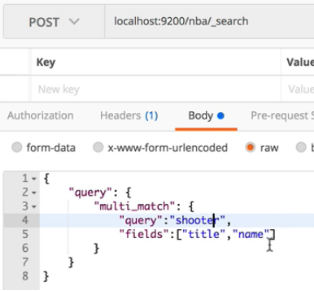 POST localhost:9200/nba/_search
Key Value
New key Value
Authorization Headers (1) Body Pre-request S
form-data x-www-form-urlencoded raw b
1 {
2 "query": {
3 "multi_match": {
4 "query":"shooter",
5 "fields":["title","name"]
6 }
7 }
8 }